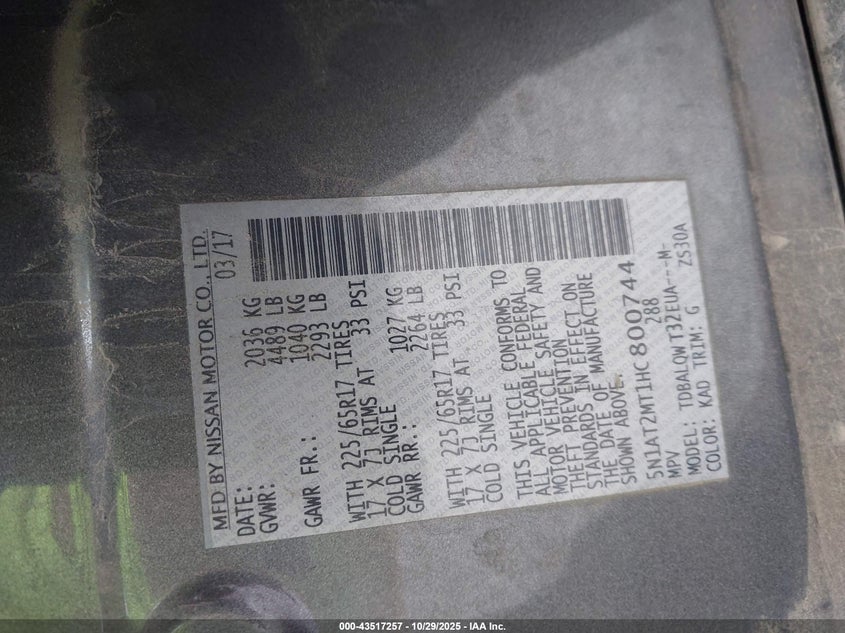 MFD BY NISSAN MOTOR CO., LTD.
DATE: 03/17
GVWR: 2036 KG
4489 LB
GAWR FR.: 1040 KG
2293 LB
WITH 225/65R17 TIRES
17 X 7J RIMS AT 33 PSI
COLD SINGLE
GAWR RR.: 1027 KG
2264 LB
WITH 225/65R17 TIRES
17 X 7J RIMS AT 33 PSI
COLD SINGLE
THIS VEHICLE CONFORMS TO
ALL APPLICABLE FEDERAL
MOTOR VEHICLE SAFETY AND
THEFT PREVENTION
STANDARDS IN EFFECT ON
THE DATE OF MANUFACTURE
SHOWN ABOVE.
5N1AT2MT1HC800744
MPV 288
MODEL: TDBALQWT32EUA---M-
COLOR: KAD TRIM: G ZS30A
000-43517257 - 10/29/2025 - IAA Inc.